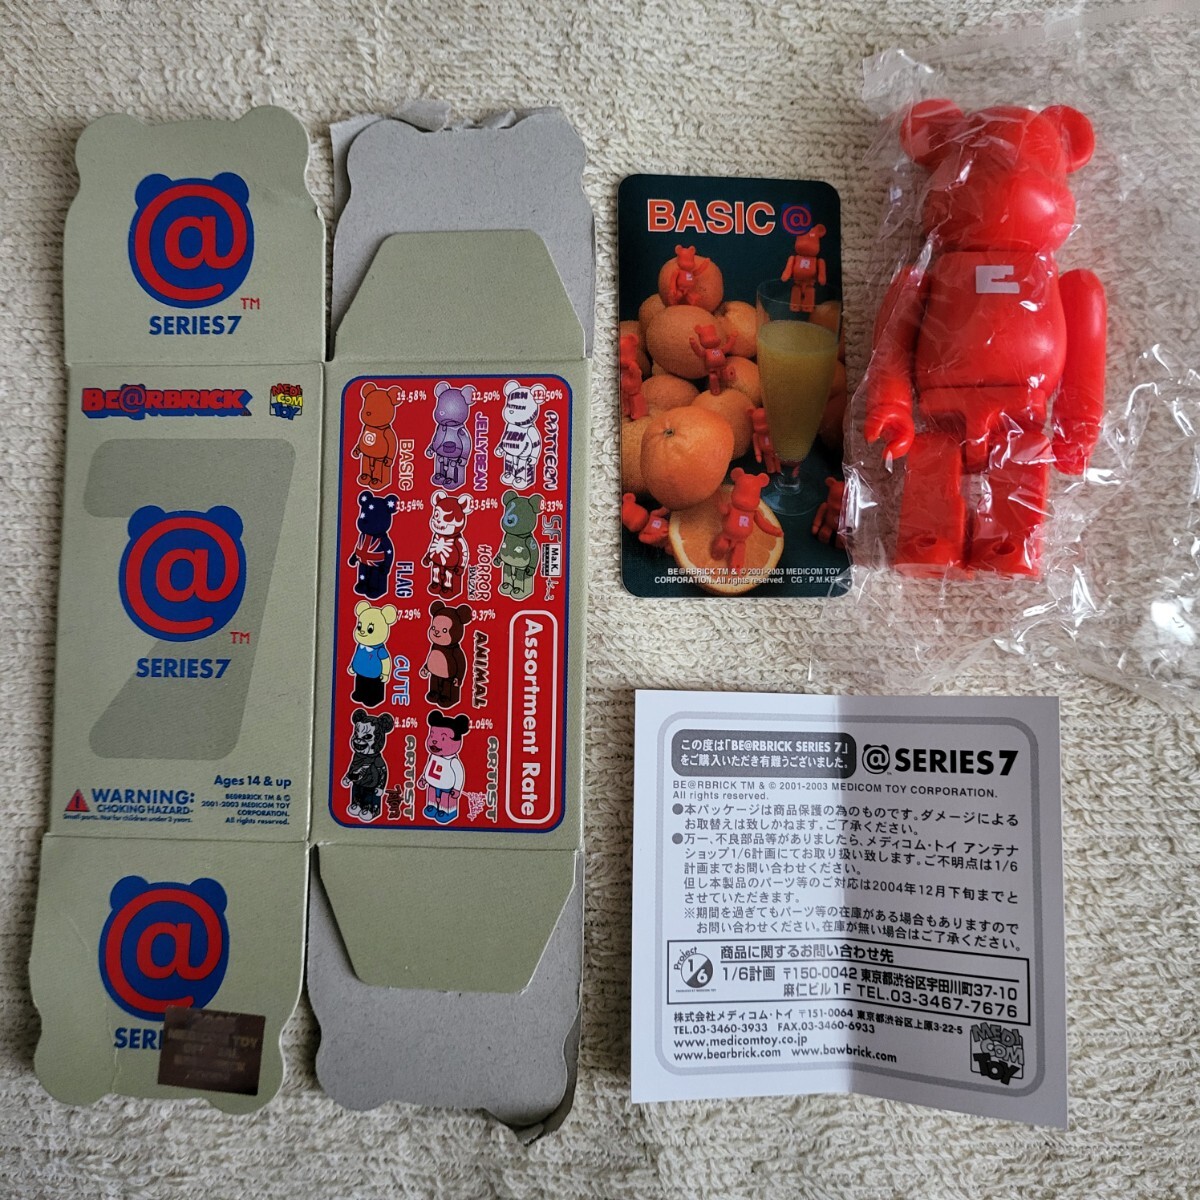 @
TM
SERIES7
BE@RBRICK
MEDI
COM
TOY
@
TM
SERIES7
Ages 14 & up
WARNING:
CHOKING HAZARD-
Small parts. Not for children under 3 years.
BE@RBRICK TM & ©
2001-2003 MEDICOM TOY
CORPORATION.
All rights reserved.
@
SERI
TOY
14.58%
BASIC
12.50%
JELLYBEAN
12.50%
PATTERN
13.54%
FLAG
13.54%
HORROR
8.33%
SF
Ma.K.
7.29%
CUTE
9.37%
ANIMAL
4.16%
ARTIST
1.04%
ARTIST
Assortment Rate
BASIC @
BE@RBRICK TM & © 2001-2003 MEDICOM TOY
CORPORATION. All rights reserved. CG : P.M.KE
この度は「BE@RBRICK SERIES 7」
をご購入いただき有難うございました。
@ SERIES 7
BE@RBRICK TM & © 2001-2003 MEDICOM TOY CORPORATION.
All rights reserved.
●本パッケージは商品保護の為のものです。ダメージによる
お取替えは致しかねます。ご了承ください。
●万一、不良部品等がありましたら、メディコム・トイ アンテナ
ショップ1/6計画にてお取り扱い致します。ご不明点は1/6
計画までお問い合わせください。
但し本製品のパーツ等のご対応は2004年12月下旬までと
させていただきます。
※期間を過ぎてもパーツ等の在庫がある場合もありますので
お問い合わせください。在庫が無い場合はご了承ください。
Project
1/6
商品に関するお問い合わせ先
1/6計画 〒150-0042 東京都渋谷区宇田川町37-10
麻仁ビル1F TEL.03-3467-7676
株式会社メディコム・トイ 〒151-0064 東京都渋谷区上原3-22-5
TEL.03-3460-3933 FAX.03-3460-6933
www.medicomtoy.co.jp
www.bearbrick.com www.bawbrick.com
MEDI
COM
TOY